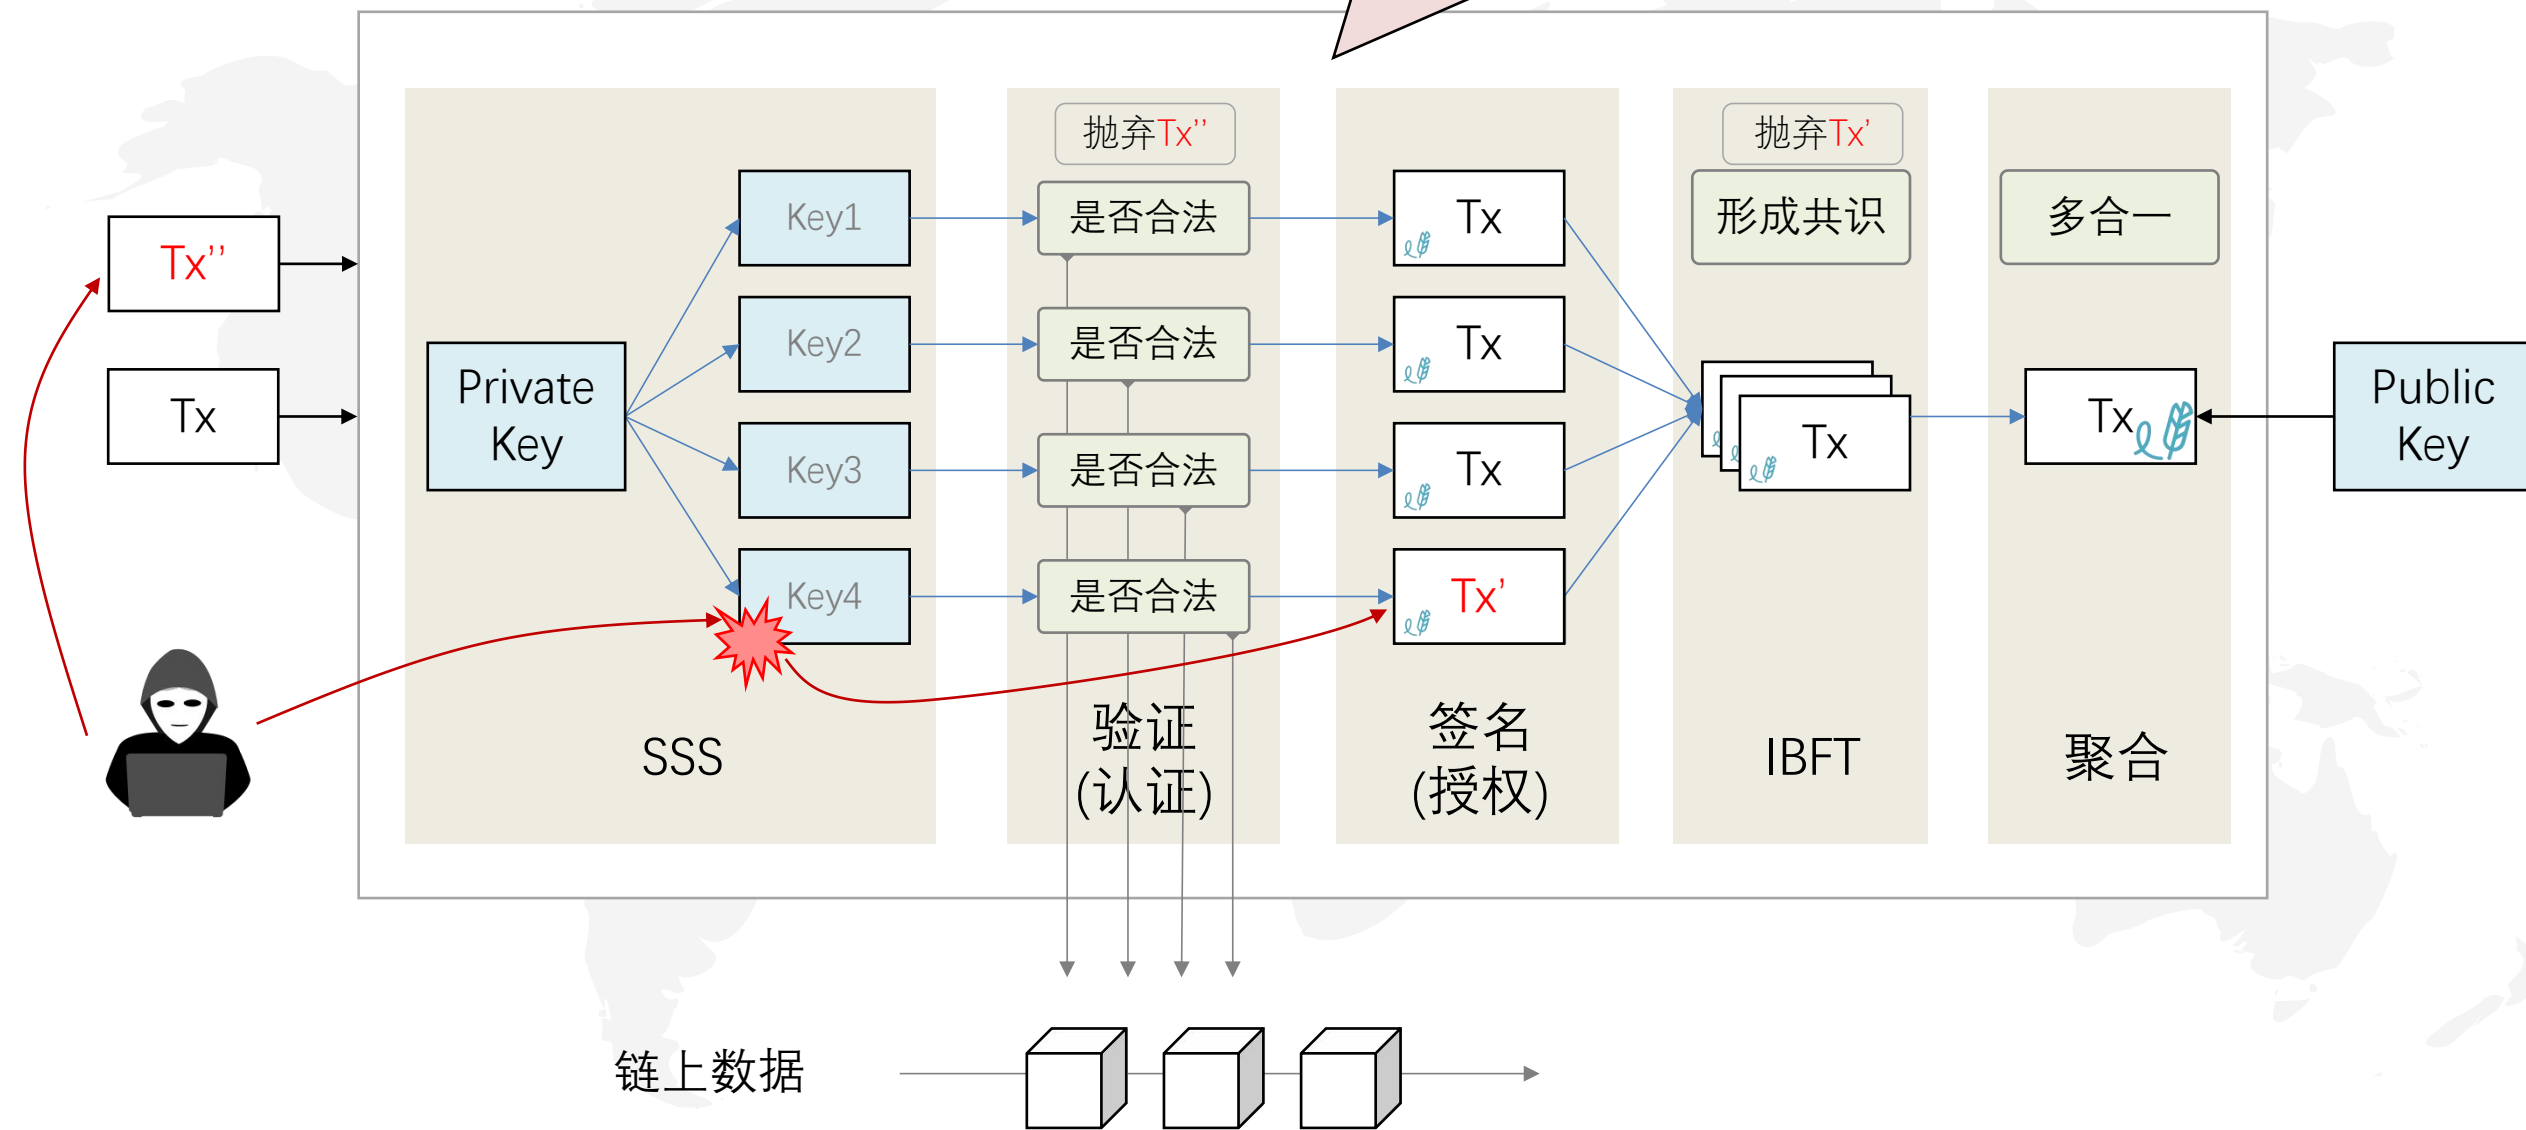 Tx’’
Tx
Private
Key
Key1
Key2
Key3
Key4
SSS
抛弃Tx’’
是否合法
是否合法
是否合法
是否合法
验证
(认证)
Tx
Tx
Tx
Tx’
签名
(授权)
抛弃Tx’
形成共识
Tx
IBFT
多合一
Tx
聚合
Public
Key
链上数据